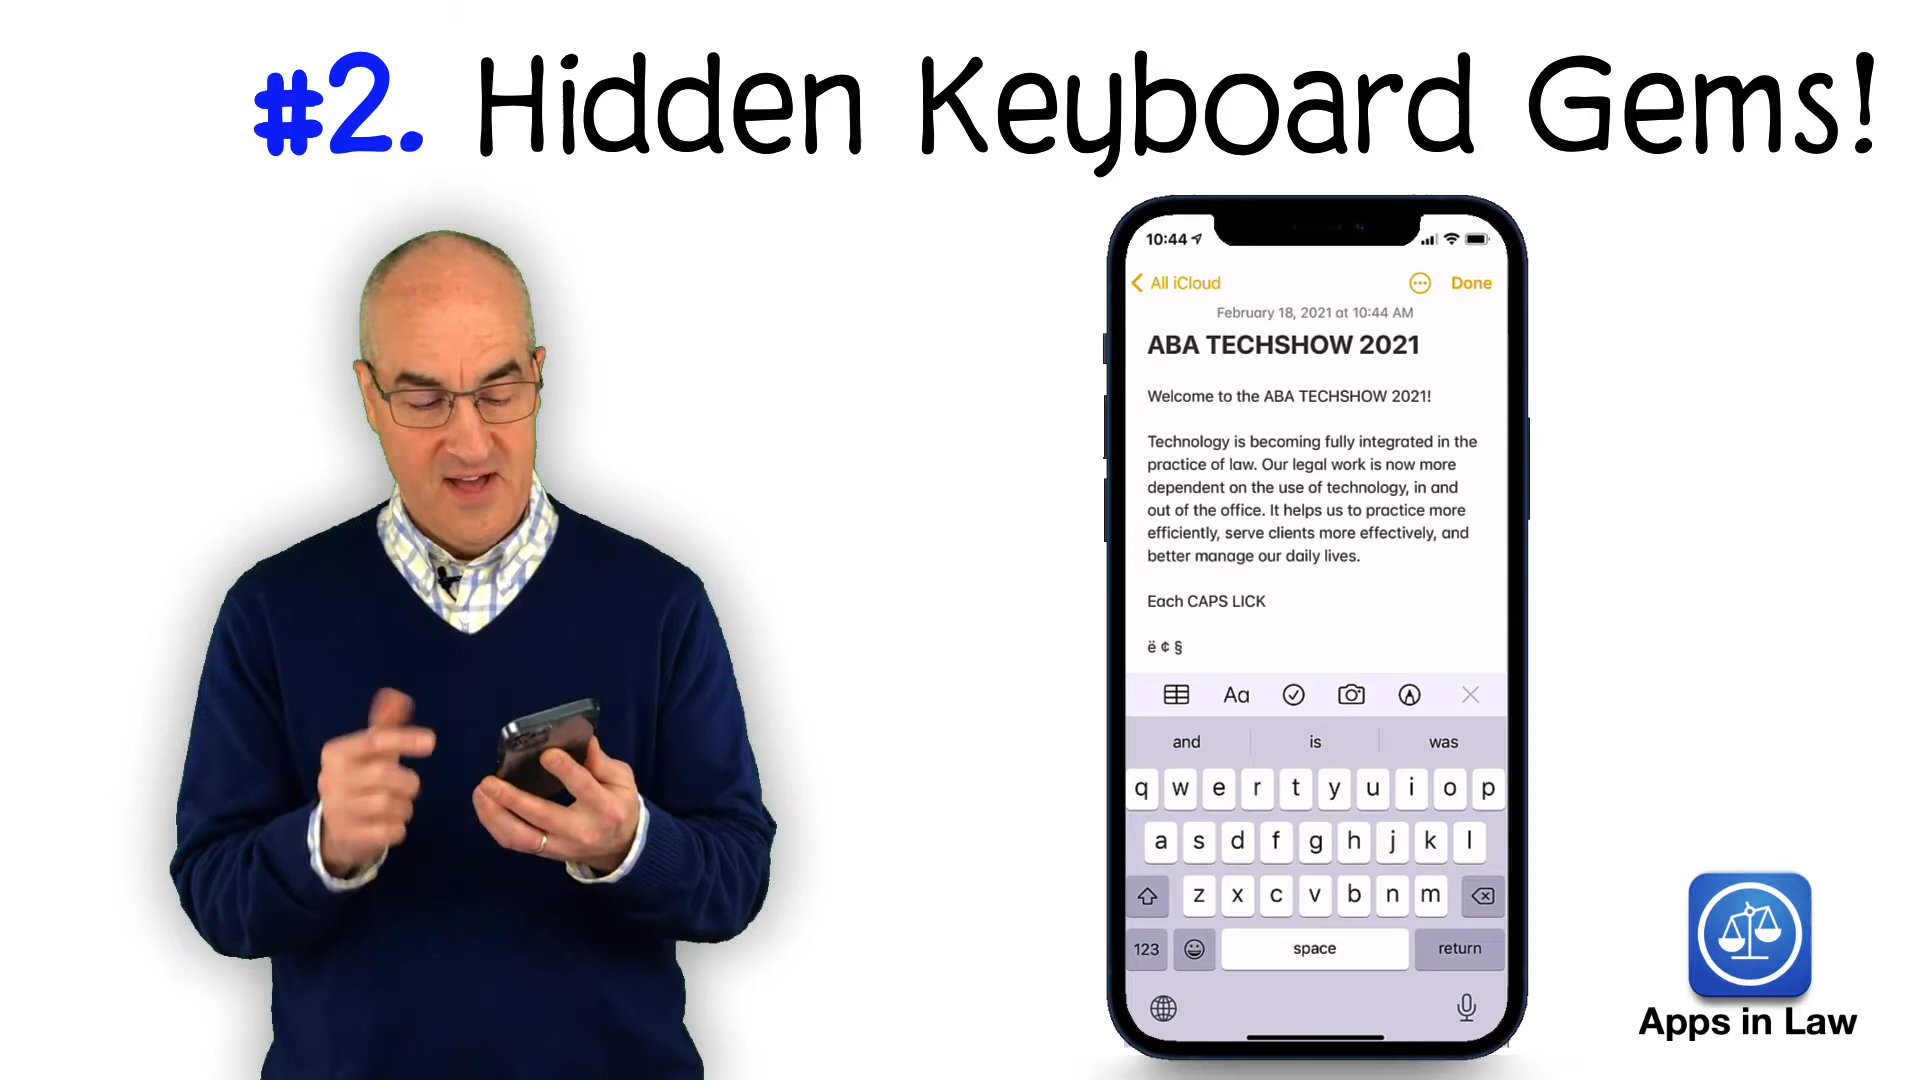 #2. Hidden Keyboard Gems!
10:44
All iCloud
Done
February 18, 2021 at 10:44 AM
ABA TECHSHOW 2021
Welcome to the ABA TECHSHOW 2021!
Technology is becoming fully integrated in the
practice of law. Our legal work is now more
dependent on the use of technology, in and
out of the office. It helps us to practice more
efficiently, serve clients more effectively, and
better manage our daily lives.
Each CAPS LICK
ë ¢ §
Aa
and is was
q w e r t y u i o p
a s d f g h j k l
z x c v b n m
123 space return
Apps in Law